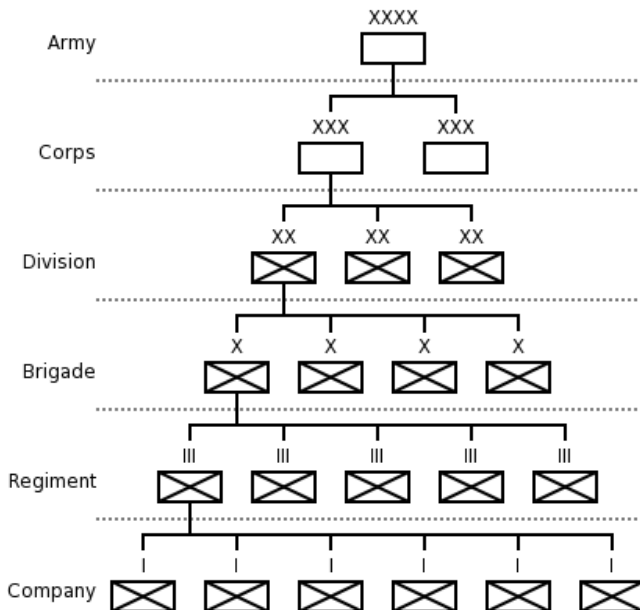 XXXX
Army
XXX XXX
Corps
XX XX XX
Division
X X X X
Brigade
III III III III III
Regiment
I I I I I I
Company